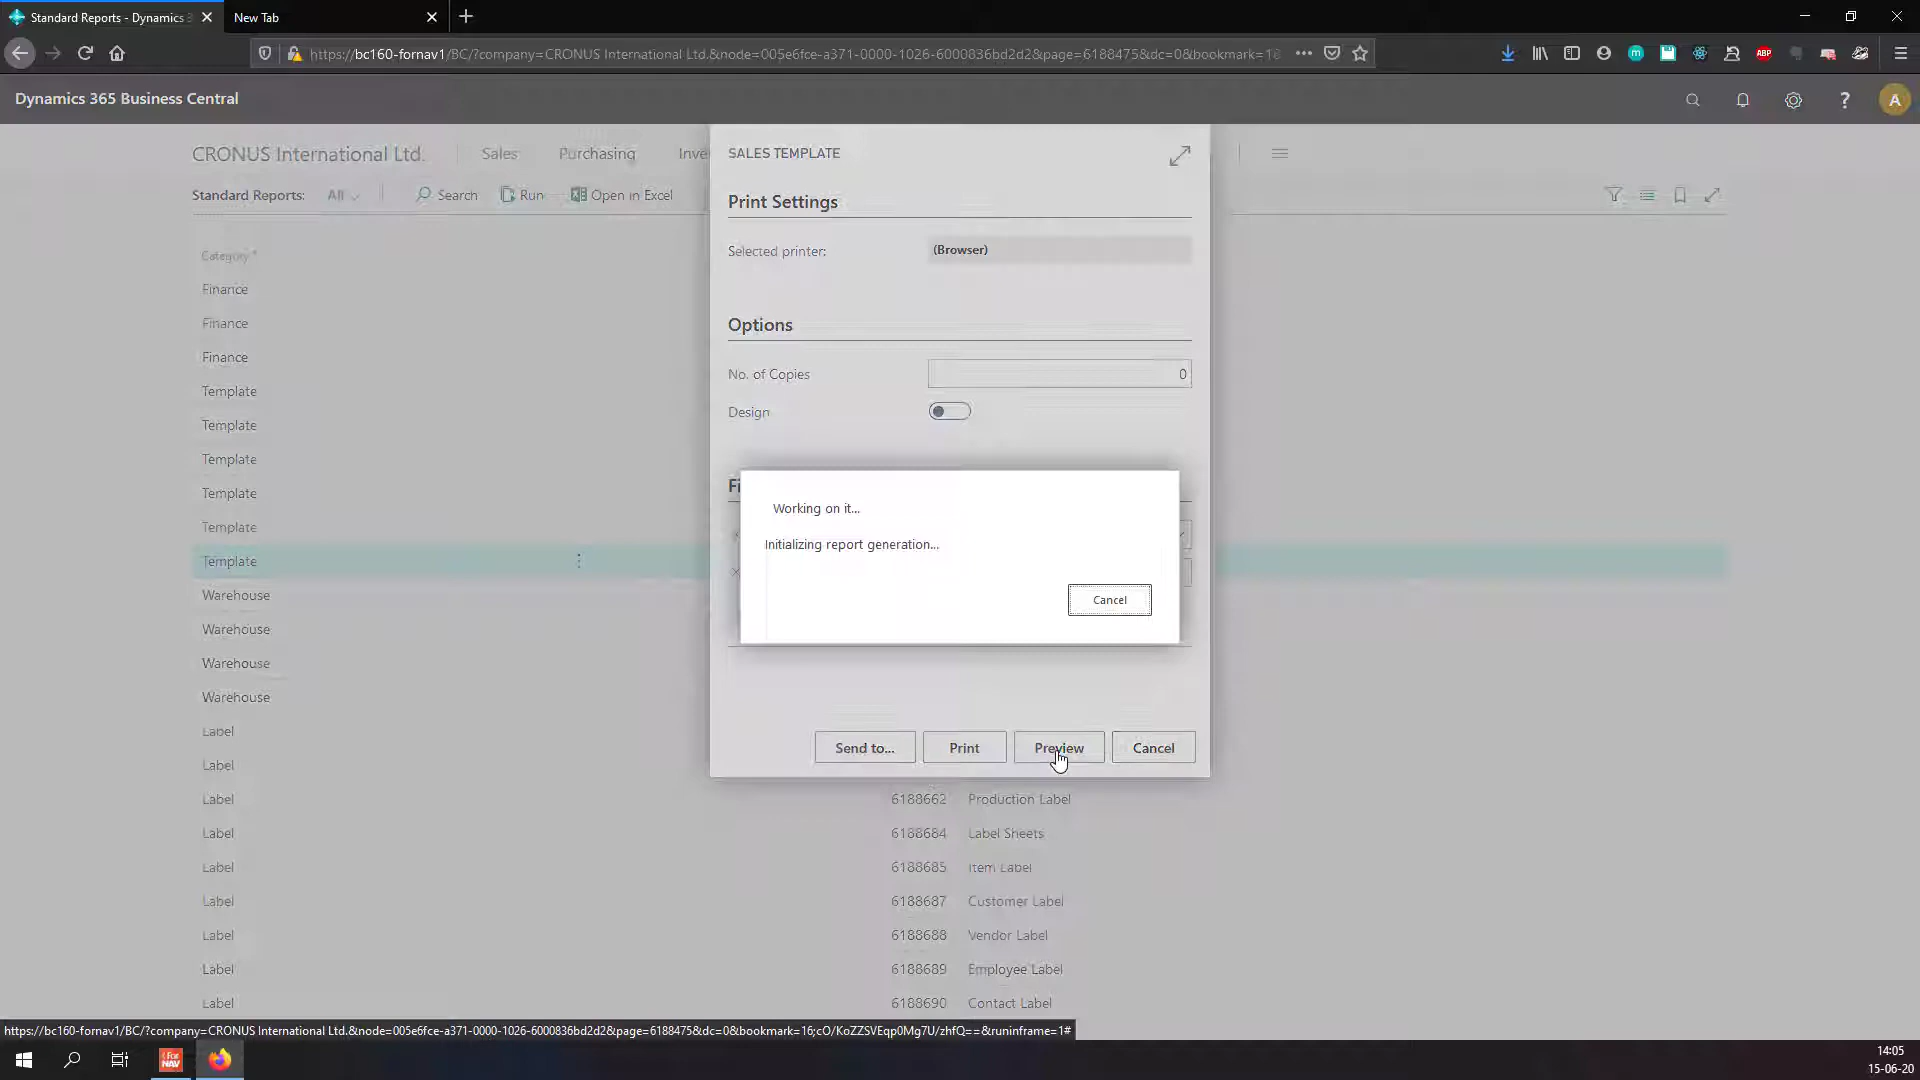 Standard Reports - Dynamics 3
New Tab
https://bc160-fornav1/BC/?company=CRONUS International Ltd.&node=005e6fce-a371-0000-1026-6000836bd2d2&page=6188475&dc=0&bookmark=1
ABP
Dynamics 365 Business Central
?
A
CRONUS International Ltd.
Sales
Purchasing
Inve
SALES TEMPLATE
Standard Reports:
All
Search
Run
Open in Excel
Print Settings
Selected printer:
(Browser)
Category
Options
No. of Copies
0
Design
Fi
Working on it...
Initializing report generation...
Cancel
Finance
Finance
Finance
Template
Template
Template
Template
Template
Template
Warehouse
Warehouse
Warehouse
Warehouse
Label
Send to...
Print
Preview
Cancel
Label
Label
6188662 Production Label
Label
6188684 Label Sheets
Label
6188685 Item Label
Label
6188687 Customer Label
Label
6188688 Vendor Label
Label
6188689 Employee Label
Label
6188690 Contact Label
https://bc160-fornav1/BC/?company=CRONUS International Ltd.&node=005e6fce-a371-0000-1026-6000836bd2d2&page=6188475&dc=0&bookmark=16;cO/KoZZSVEqp0Mg7U/zhfQ==&runinframe=1#
ForNAV
14:05
15-06-20